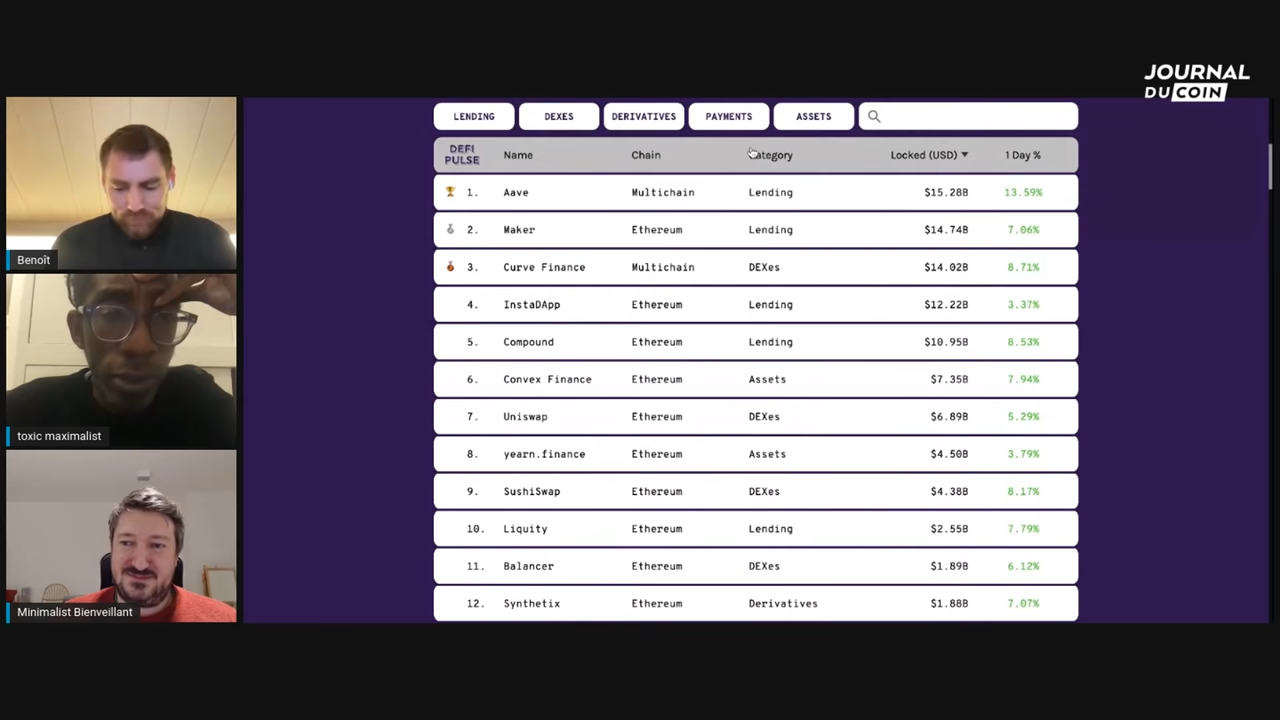 JOURNAL
DU COIN
LENDING DEXES DERIVATIVES PAYMENTS ASSETS
DEFI PULSE Name Chain Category Locked (USD) 1 Day %
1. Aave Multichain Lending $15.28B 13.59%
2. Maker Ethereum Lending $14.74B 7.06%
3. Curve Finance Multichain DEXes $14.02B 8.71%
4. InstaDApp Ethereum Lending $12.22B 3.37%
5. Compound Ethereum Lending $10.95B 8.53%
6. Convex Finance Ethereum Assets $7.35B 7.94%
7. Uniswap Ethereum DEXes $6.89B 5.29%
8. yearn.finance Ethereum Assets $4.50B 3.79%
9. SushiSwap Ethereum DEXes $4.38B 8.17%
10. Liquity Ethereum Lending $2.55B 7.79%
11. Balancer Ethereum DEXes $1.89B 6.12%
12. Synthetix Ethereum Derivatives $1.88B 7.07%
Benoît
toxic maximalist
Minimalist Bienveillant